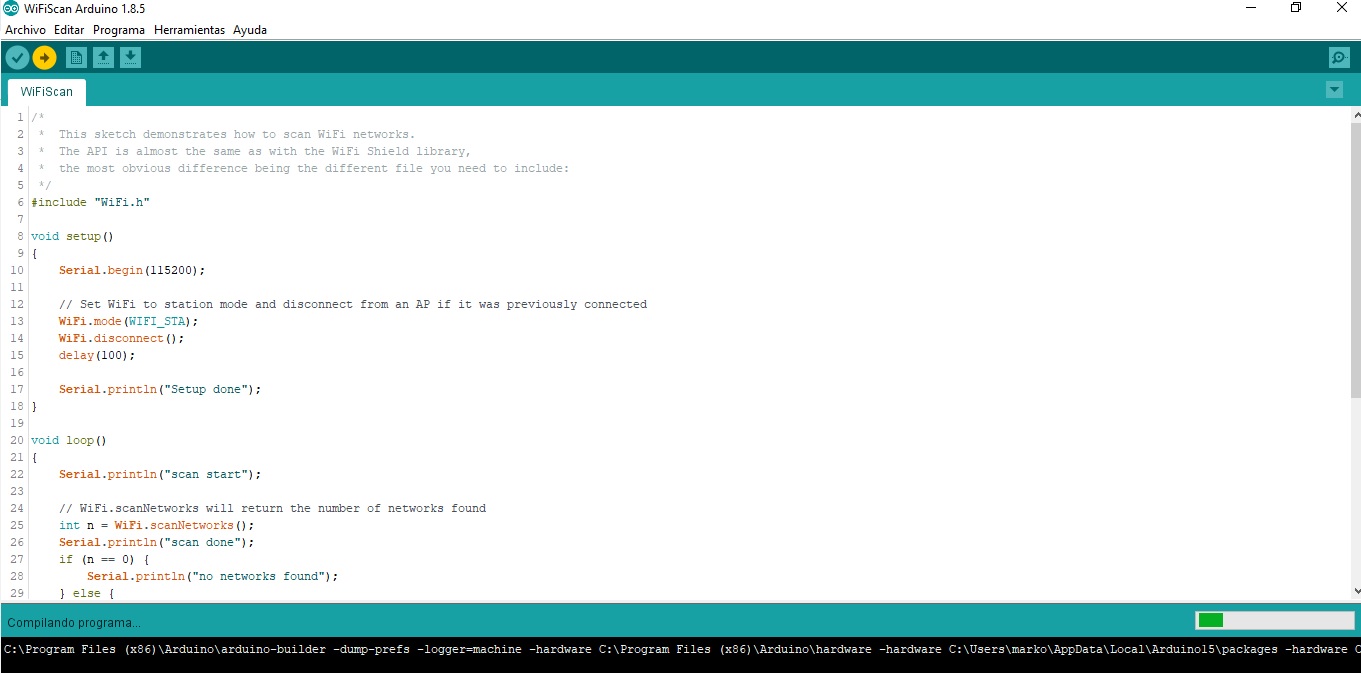 WiFiScan Arduino 1.8.5
Archivo Editar Programa Herramientas Ayuda
WiFiScan
1 /*
2 * This sketch demonstrates how to scan WiFi networks.
3 * The API is almost the same as with the WiFi Shield library,
4 * the most obvious difference being the different file you need to include:
5 */
6 #include "WiFi.h"
7
8 void setup()
9 {
10 Serial.begin(115200);
11
12 // Set WiFi to station mode and disconnect from an AP if it was previously connected
13 WiFi.mode(WIFI_STA);
14 WiFi.disconnect();
15 delay(100);
16
17 Serial.println("Setup done");
18 }
19
20 void loop()
21 {
22 Serial.println("scan start");
23
24 // WiFi.scanNetworks will return the number of networks found
25 int n = WiFi.scanNetworks();
26 Serial.println("scan done");
27 if (n == 0) {
28 Serial.println("no networks found");
29 } else {
Compilando programa...
C:\Program Files (x86)\Arduino\arduino-builder -dump-prefs -logger=machine -hardware C:\Program Files (x86)\Arduino\hardware -hardware C:\Users\marko\AppData\Local\Arduino15\packages -hardware C